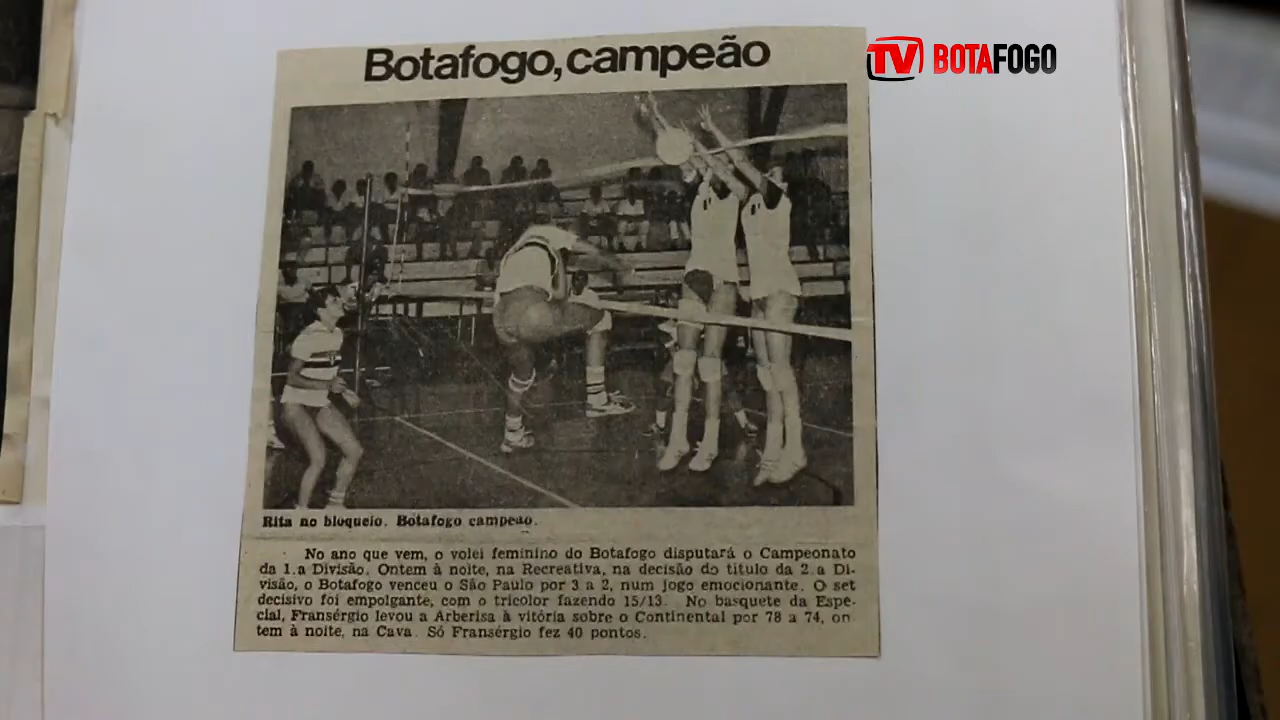 TV BOTAFOGO
Botafogo, campeão
Rita no bloqueio. Botafogo campeão.
No ano que vem, o volei feminino do Botafogo disputará o Campeonato
da 1.a Divisão. Ontem à noite, na Recreativa, na decisão do titulo da 2.a Di-
visão, o Botafogo venceu o São Paulo por 3 a 2, num jogo emocionante. O set
decisivo foi empolgante, com o tricolor fazendo 15/13. No basquete da Espe-
cial, Fransérgio levou a Arberisa à vitória sobre o Continental por 78 a 74, on
tem à noite, na Cava. Só Fransérgio fez 40 pontos.